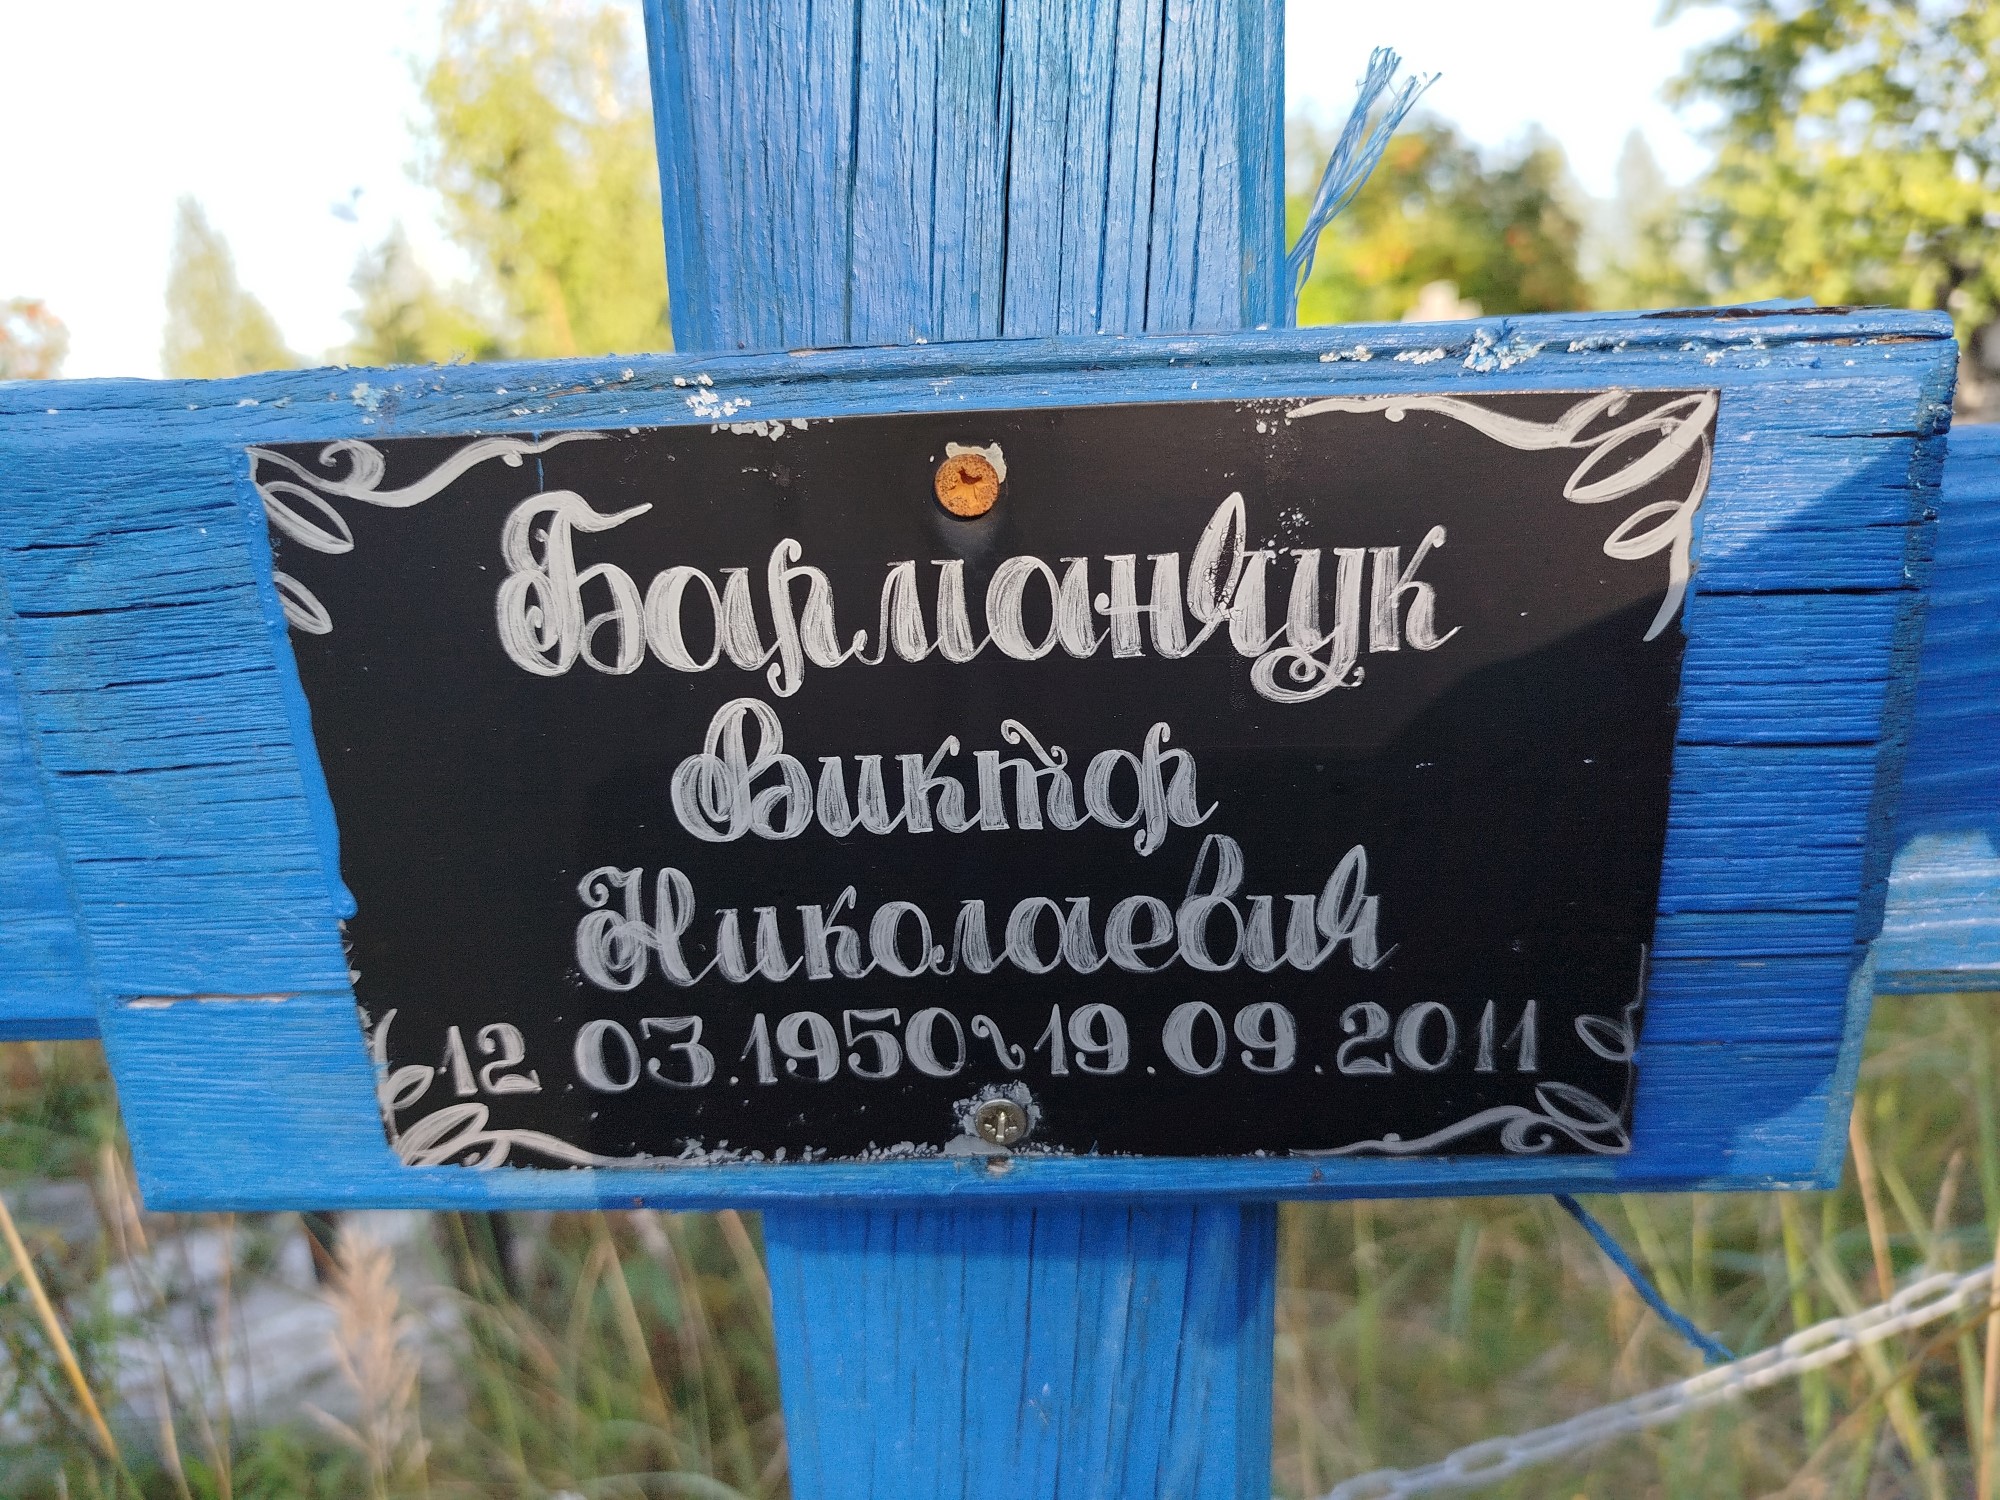 Барманчук
Виктор
Николаевич
12.03.1950~19.09.2011